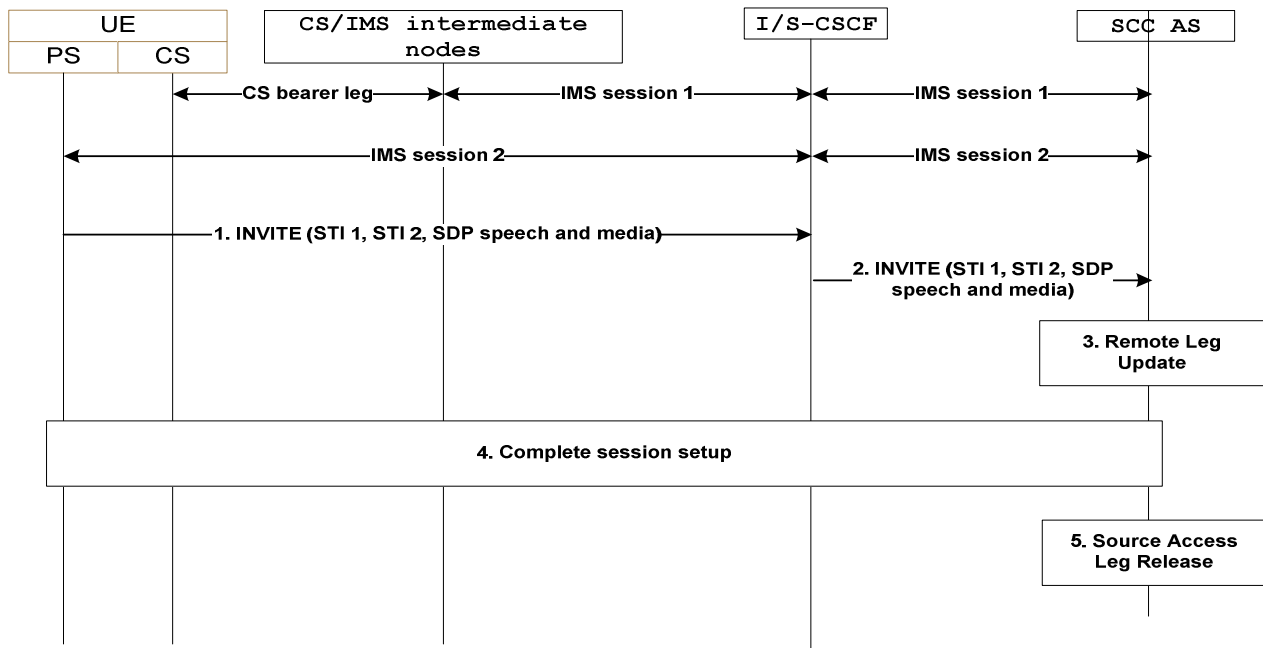 UE
PS
CS
CS/IMS intermediate
nodes
I/S-CSCF
SCC AS
CS bearer leg
IMS session 1
IMS session 1
IMS session 2
IMS session 2
1. INVITE (STI 1, STI 2, SDP speech and media)
2. INVITE (STI 1, STI 2, SDP
speech and media)
3. Remote Leg
Update
4. Complete session setup
5. Source Access
Leg Release